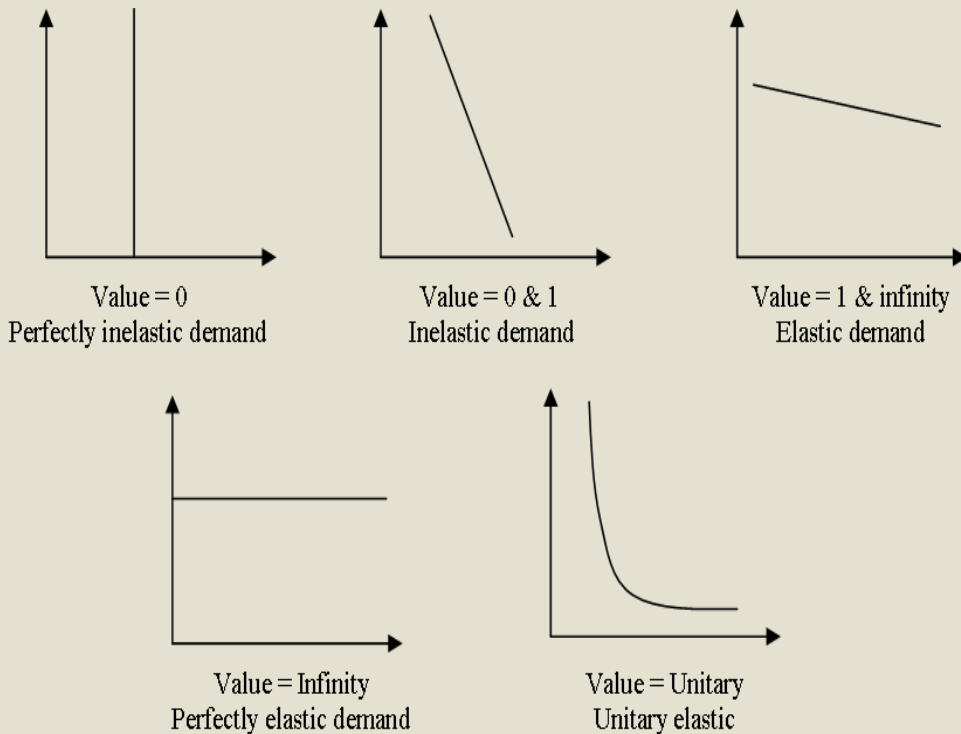 Value = 0
Perfectly inelastic demand
Value = 0 & 1
Inelastic demand
Value = 1 & infinity
Elastic demand
Value = Infinity
Perfectly elastic demand
Value = Unitary
Unitary elastic